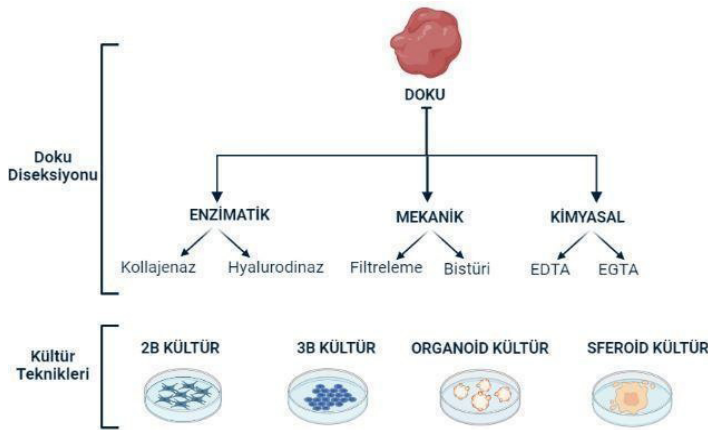 DOKU
Doku
Diseksiyonu
ENZİMATİK
MEKANİK
KİMYASAL
Kollajenaz
Hyalurodinaz
Filtreleme
Bistüri
EDTA
EGTA
Kültür
Teknikleri
2B KÜLTÜR
3B KÜLTÜR
ORGANOİD KÜLTÜR
SFEROİD KÜLTÜR